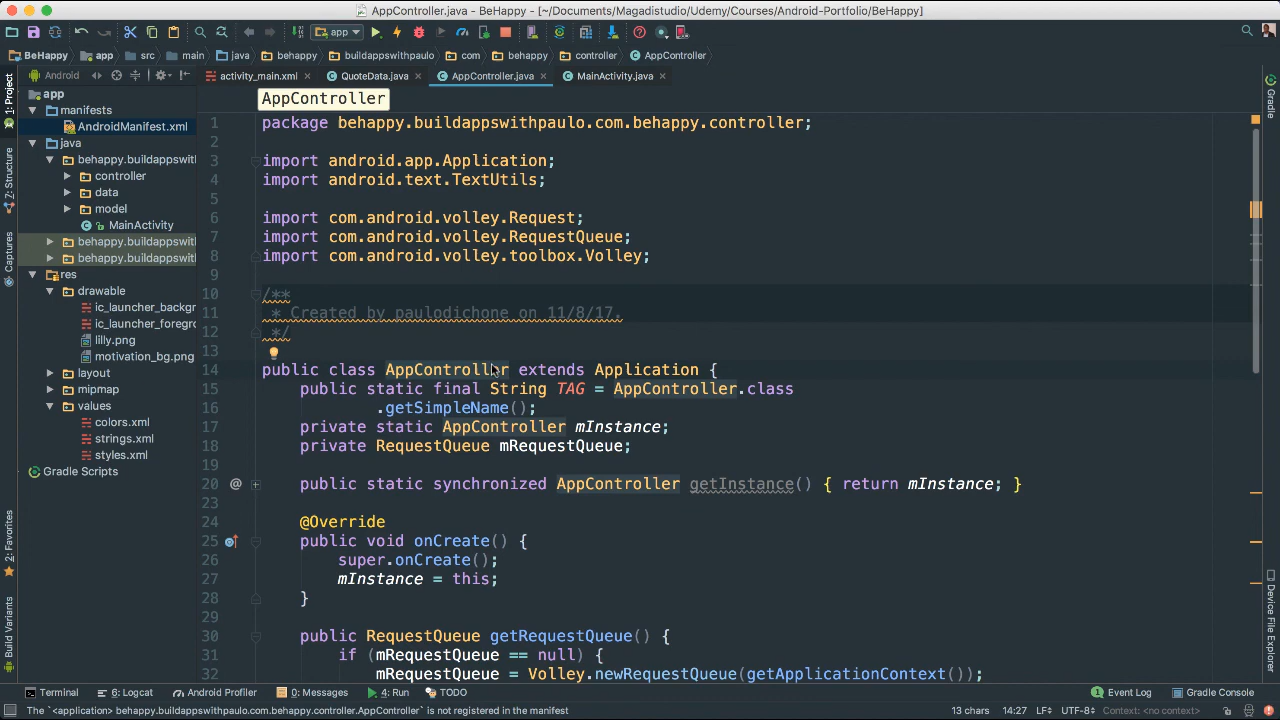 AppController.java - BeHappy - [~/Documents/Magadistudio/Udemy/Courses/Android-Portfolio/BeHappy]
app
BeHappy app src main java behappy buildappswithpaulo com behappy controller AppController
Android
activity_main.xml QuoteData.java AppController.java MainActivity.java
1: Project
Z: Structure
Captures
2: Favorites
Build Variants
app
manifests
AndroidManifest.xml
java
behappy.buildappswith
controller
data
model
MainActivity
behappy.buildappswith
behappy.buildappswith
res
drawable
ic_launcher_backgr
ic_launcher_foregro
lilly.png
motivation_bg.png
layout
mipmap
values
colors.xml
strings.xml
styles.xml
Gradle Scripts
AppController
1 package behappy.buildappswithpaulo.com.behappy.controller;
2
3 import android.app.Application;
4 import android.text.TextUtils;
5
6 import com.android.volley.Request;
7 import com.android.volley.RequestQueue;
8 import com.android.volley.toolbox.Volley;
9
10 /**
11 * Created by paulodichone on 11/8/17.
12 */
13
14 public class AppController extends Application {
15 public static final String TAG = AppController.class
16 .getSimpleName();
17 private static AppController mInstance;
18 private RequestQueue mRequestQueue;
19
20 @ public static synchronized AppController getInstance() { return mInstance; }
23
24 @Override
25 public void onCreate() {
26 super.onCreate();
27 mInstance = this;
28 }
29
30 public RequestQueue getRequestQueue() {
31 if (mRequestQueue == null) {
32 mRequestQueue = Volley.newRequestQueue(getApplicationContext());
Gradle
Device File Explorer
Terminal 6: Logcat Android Profiler 0: Messages 4: Run TODO 1 Event Log Gradle Console
The <application> behappy.buildappswithpaulo.com.behappy.controller.AppController> is not registered in the manifest 13 chars 14:27 LF UTF-8 Context: <no context>